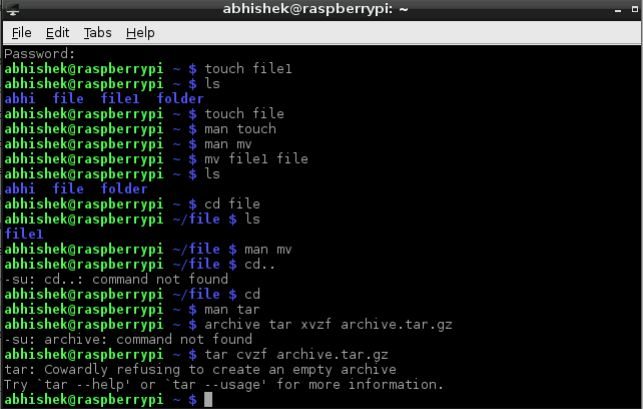 abhishek@raspberrypi: ~
File Edit Tabs Help
Password:
abhishek@raspberrypi ~ $ touch file1
abhishek@raspberrypi ~ $ ls
abhi file file1 folder
abhishek@raspberrypi ~ $ touch file
abhishek@raspberrypi ~ $ man touch
abhishek@raspberrypi ~ $ man mv
abhishek@raspberrypi ~ $ mv file1 file
abhishek@raspberrypi ~ $ ls
abhi file folder
abhishek@raspberrypi ~ $ cd file
abhishek@raspberrypi ~/file $ ls
file1
abhishek@raspberrypi ~/file $ man mv
abhishek@raspberrypi ~/file $ cd..
-su: cd..: command not found
abhishek@raspberrypi ~/file $ cd
abhishek@raspberrypi ~ $ man tar
abhishek@raspberrypi ~ $ archive tar xvzf archive.tar.gz
-su: archive: command not found
abhishek@raspberrypi ~ $ tar cvzf archive.tar.gz
tar: Cowardly refusing to create an empty archive
Try `tar --help' or `tar --usage' for more information.
abhishek@raspberrypi ~ $